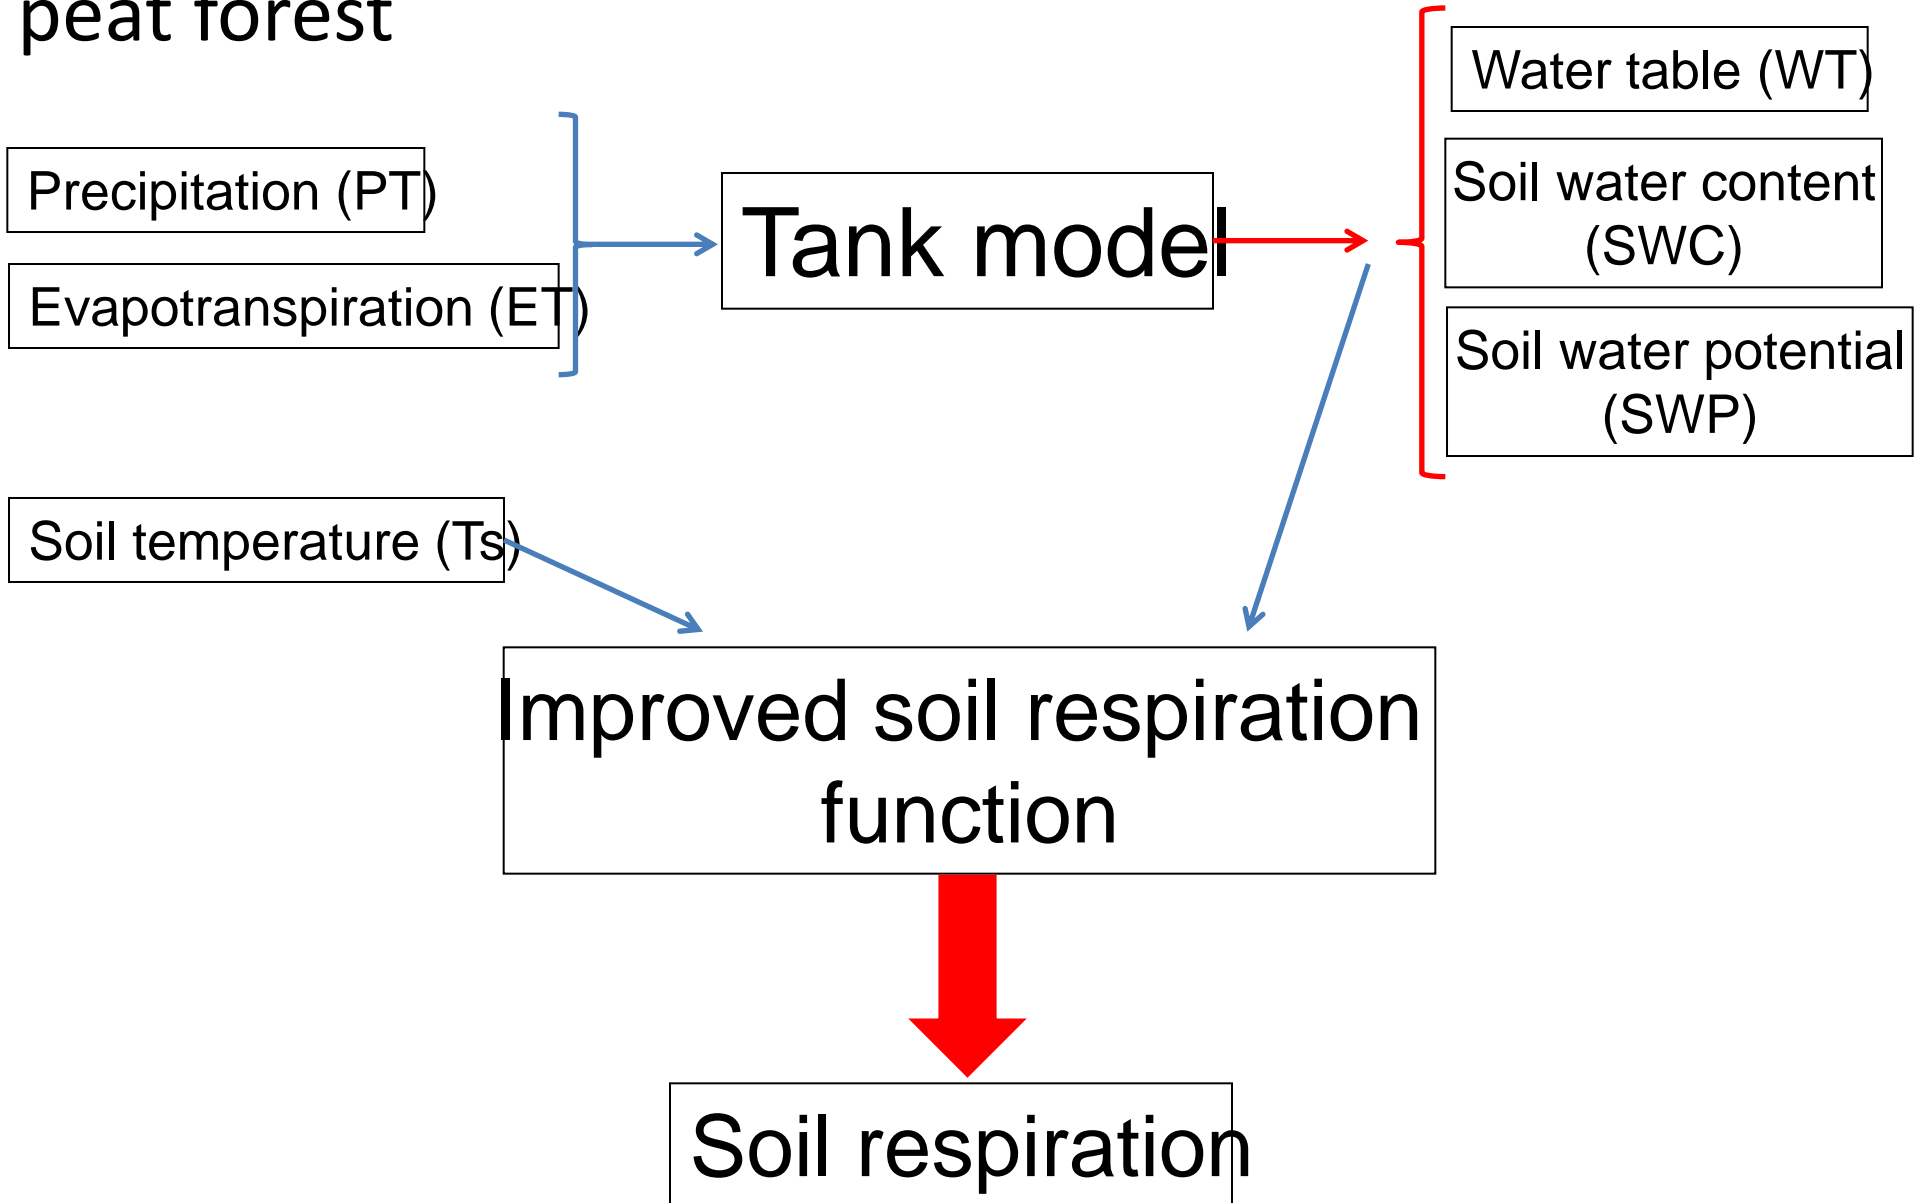 peat forest
Precipitation (PT)
Evapotranspiration (ET)
Tank model
Water table (WT)
Soil water content
(SWC)
Soil water potential
(SWP)
Soil temperature (Ts)
Improved soil respiration
function
Soil respiration